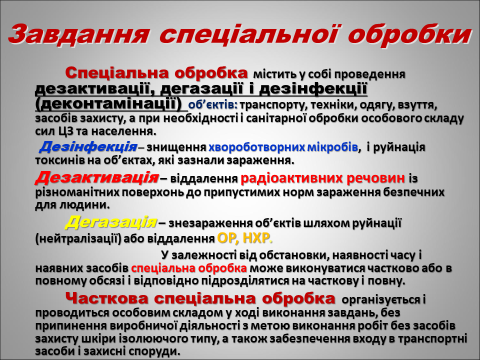 Завдання спеціальної обробки
Спеціальна обробка містить у собі проведення
дезактивації, дегазації і дезінфекції
(деконтамінації) об’єктів: транспорту, техніки, одягу, взуття,
засобів захисту, а при необхідності і санітарної обробки особового складу
сил ЦЗ та населення.
Дезінфекція – знищення хвороботворних мікробів, і руйнація
токсинів на об’єктах, які зазнали зараження.
Дезактивація – віддалення радіоактивних речовин із
різноманітних поверхонь до припустимих норм зараження безпечних
для людини.
Дегазація – знезараження об’єктів шляхом руйнації
(нейтралізації) або віддалення ОР, НХР.
У залежності від обстановки, наявності часу і
наявних засобів спеціальна обробка може виконуватися частково або в
повному обсязі і відповідно підрозділятися на часткову і повну.
Часткова спеціальна обробка організується і
проводиться особовим складом у ході виконання завдань, без
припинення виробничої діяльності з метою виконання робіт без засобів
захисту шкіри ізолюючого типу, а також забезпечення входу в транспортні
засоби і захисні споруди.